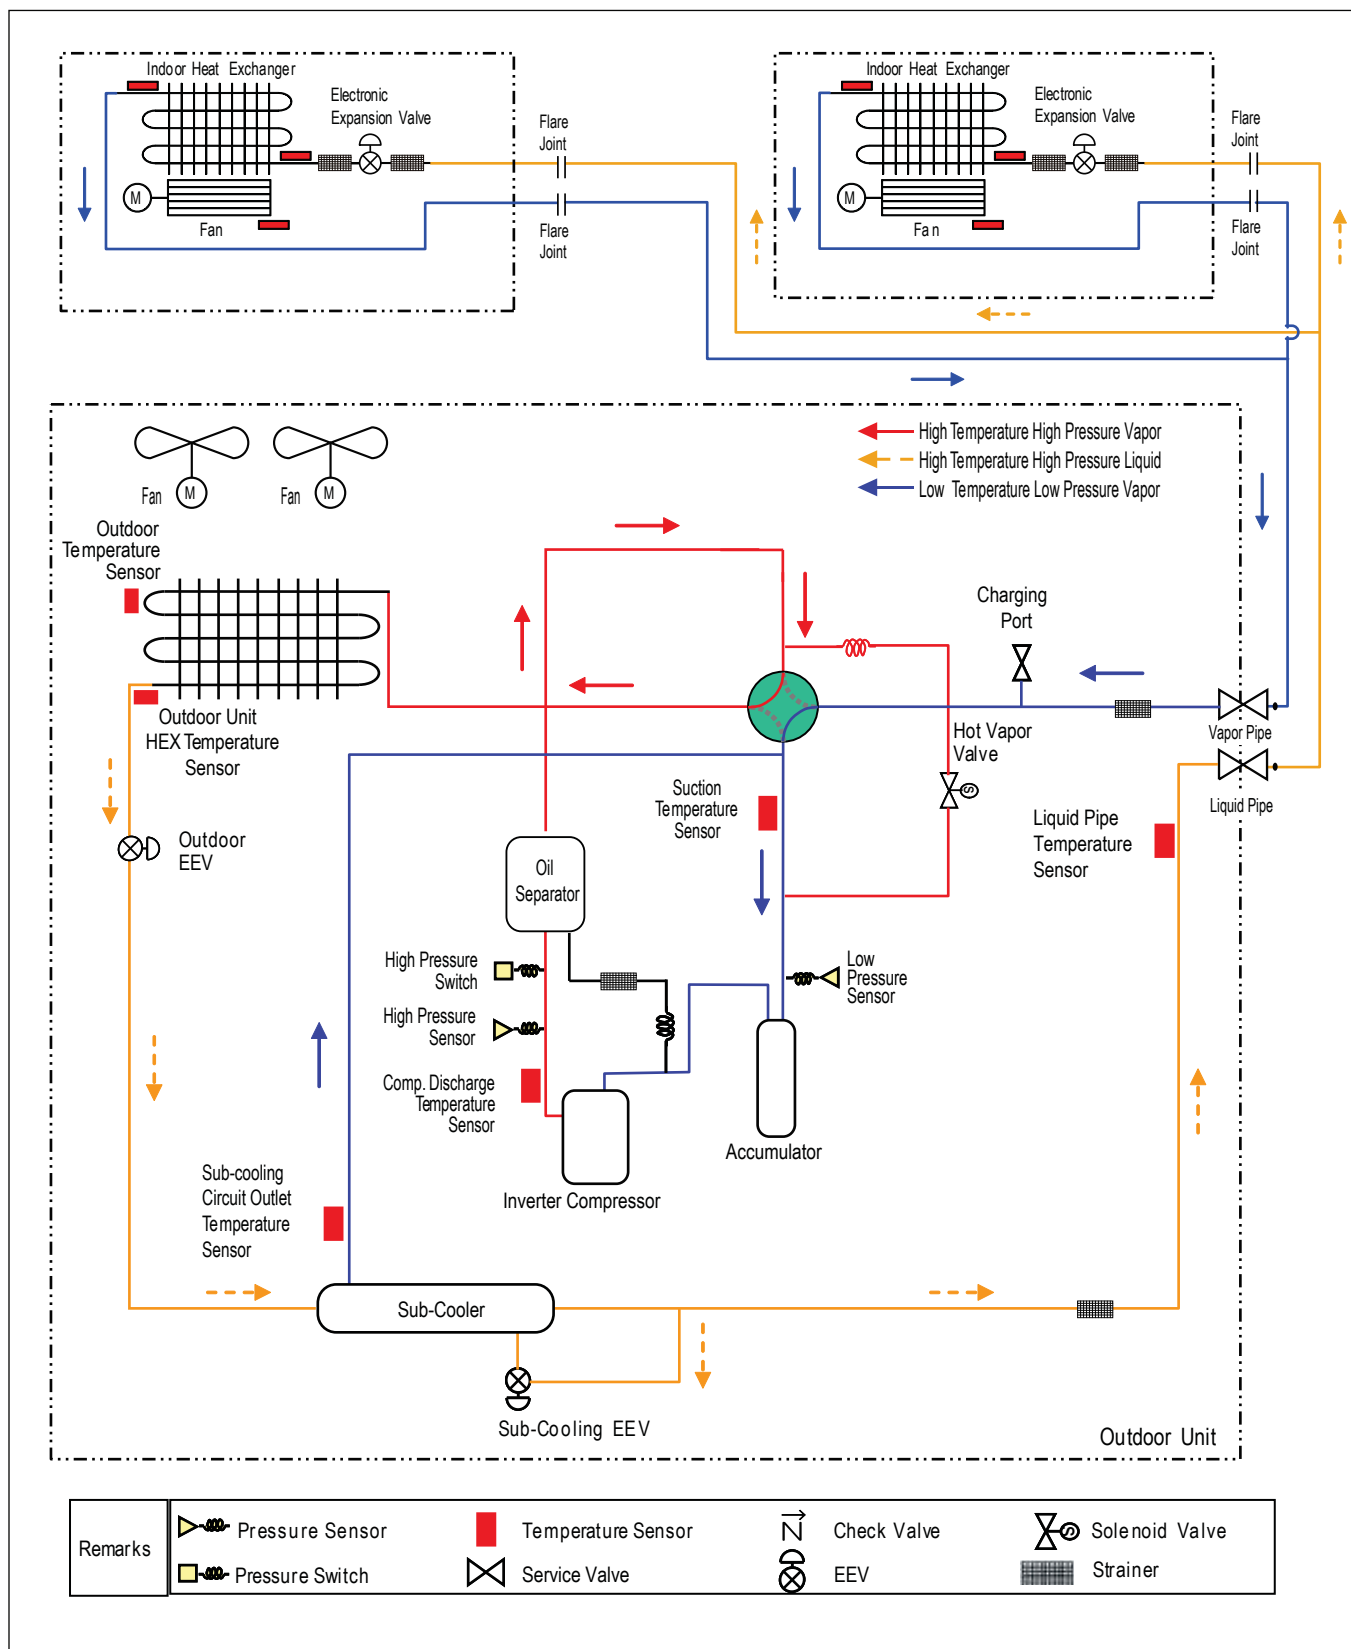 Indoor Heat Exchanger
Electronic
Expansion Valve
Flare
Joint
M
Fan
Flare
Joint
Indoor Heat Exchanger
Electronic
Expansion Valve
Flare
Joint
M
Fan
Flare
Joint
High Temperature High Pressure Vapor
High Temperature High Pressure Liquid
Low Temperature Low Pressure Vapor
Fan
M
Fan
M
Outdoor
Temperature
Sensor
Charging
Port
Outdoor Unit
HEX Temperature
Sensor
Hot Vapor
Valve
S
Vapor Pipe
Liquid Pipe
Suction
Temperature
Sensor
Liquid Pipe
Temperature
Sensor
Outdoor
EEV
Oil
Separator
High Pressure
Switch
Low
Pressure
Sensor
High Pressure
Sensor
Comp. Discharge
Temperature
Sensor
Accumulator
Inverter Compressor
Sub-cooling
Circuit Outlet
Temperature
Sensor
Sub-Cooler
Sub-Cooling EEV
Outdoor Unit
Remarks
Pressure Sensor
Temperature Sensor
Check Valve
S
Solenoid Valve
Pressure Switch
Service Valve
EEV
Strainer